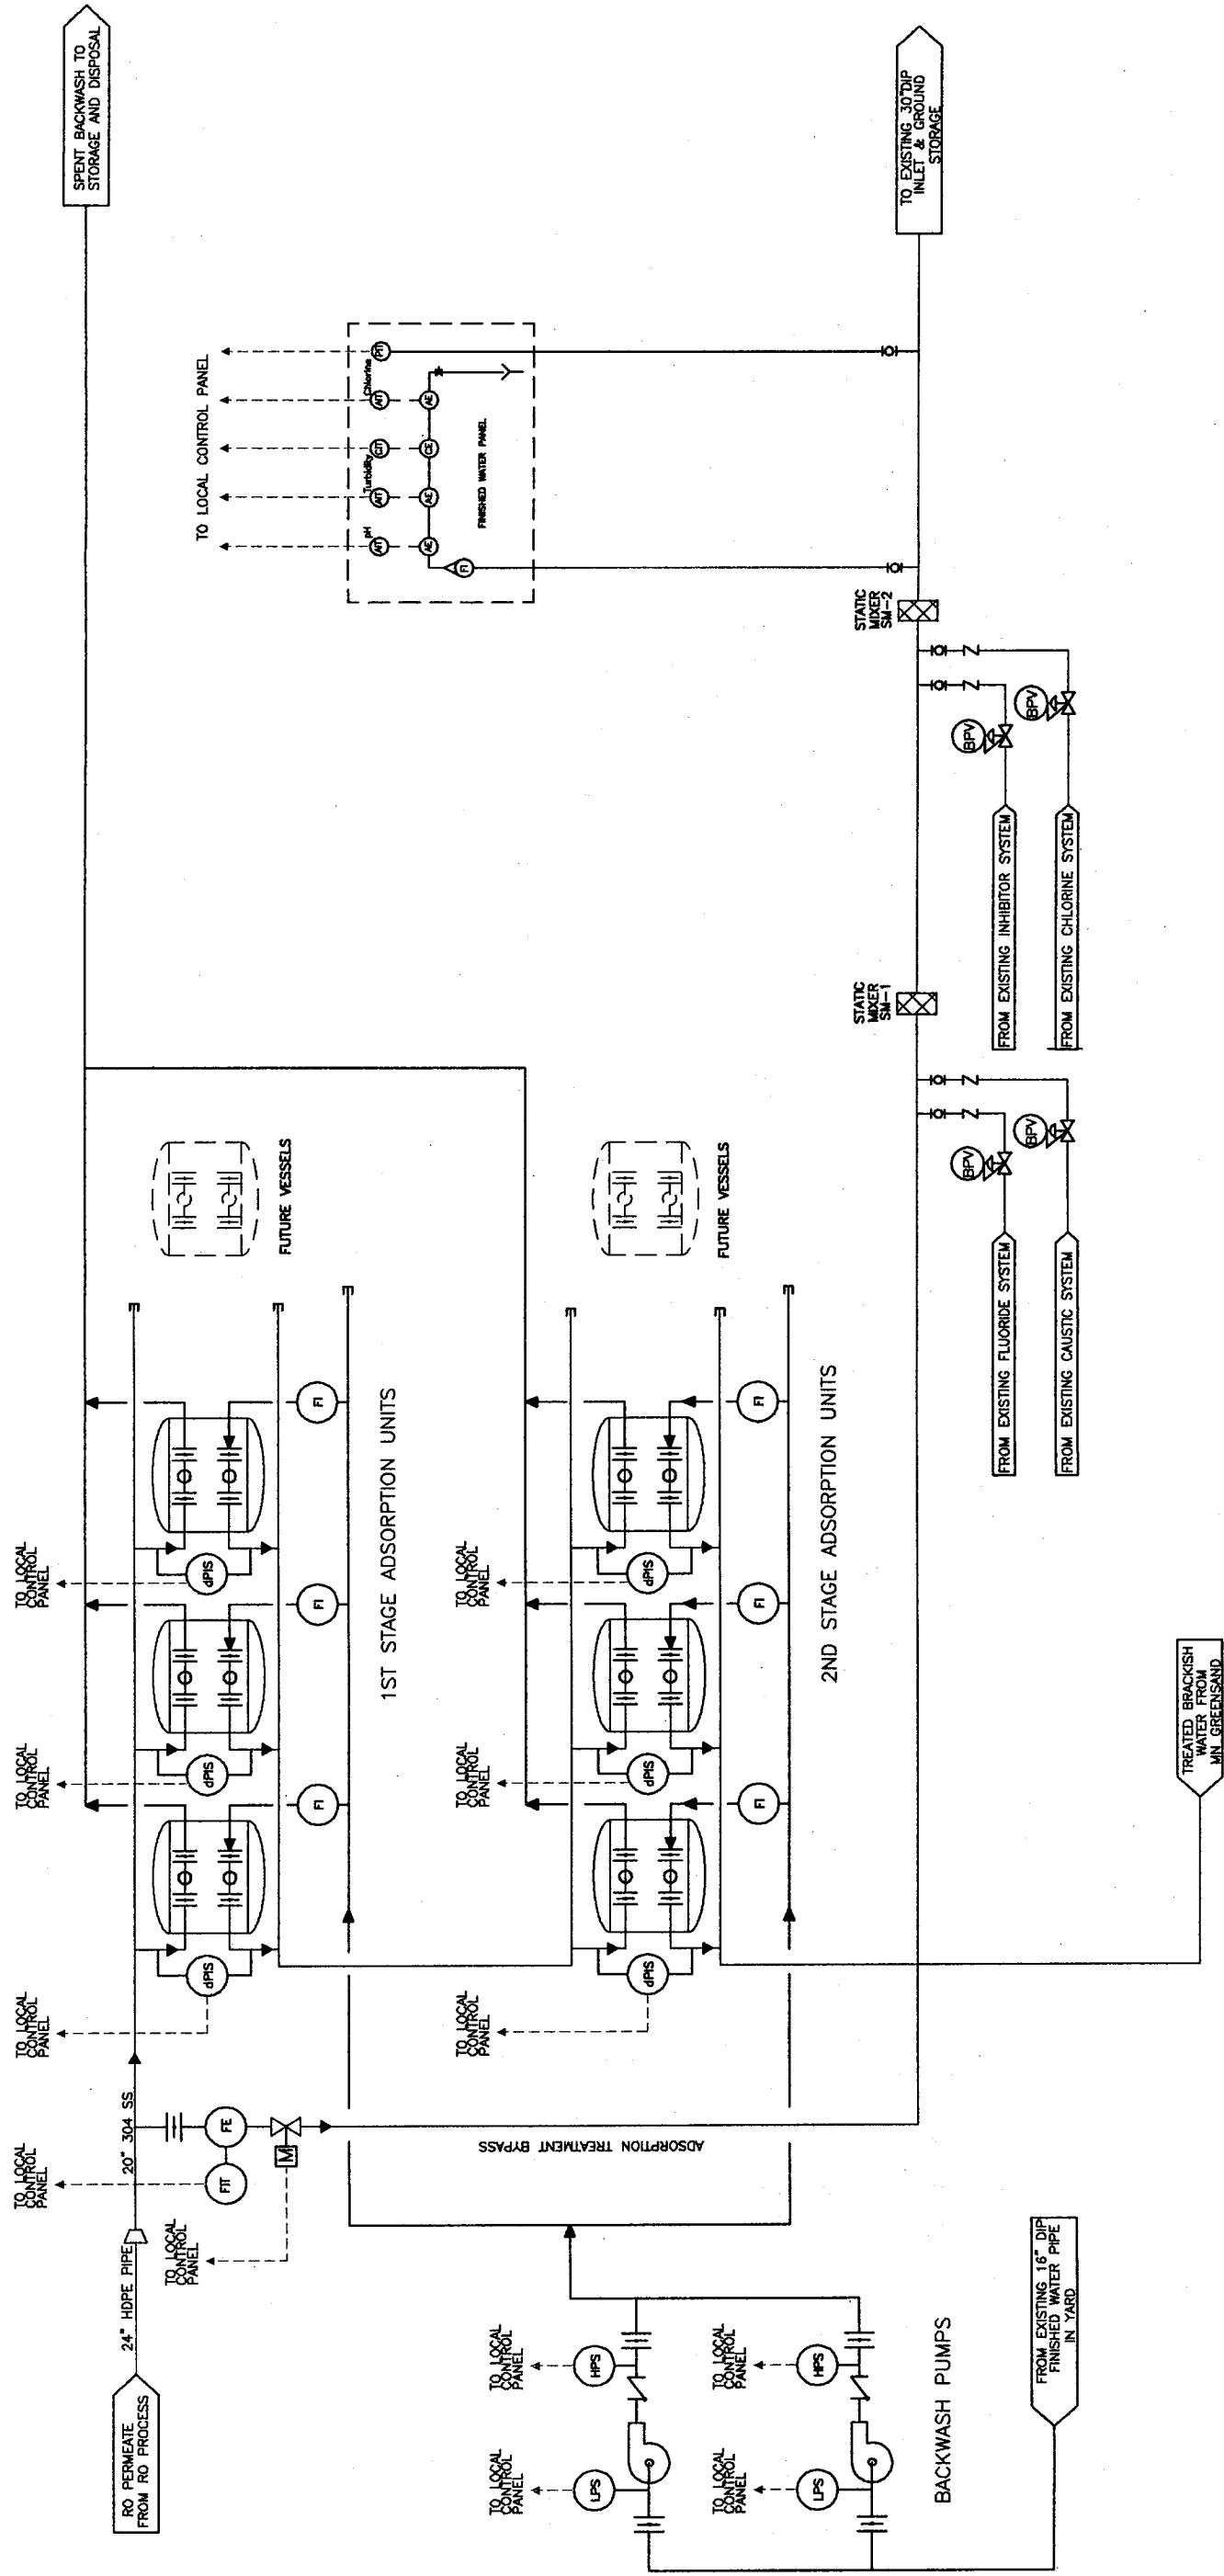 SPENT BACKWASH TO
STORAGE AND DISPOSAL
TO EXISTING 30"DIP
INLET & GROUND
STORAGE
TO LOCAL CONTROL PANEL
pH
AIT
Turbidity
AIT
CIT
Chlorine
AIT
PIT
AE
AE
CE
AE
FI
FINISHED WATER PANEL
STATIC
MIXER
SM-2
STATIC
MIXER
SM-1
BPV
BPV
FROM EXISTING INHIBITOR SYSTEM
FROM EXISTING CHLORINE SYSTEM
BPV
BPV
FROM EXISTING FLUORIDE SYSTEM
FROM EXISTING CAUSTIC SYSTEM
FUTURE VESSELS
FUTURE VESSELS
TO LOCAL
CONTROL
PANEL
TO LOCAL
CONTROL
PANEL
TO LOCAL
CONTROL
PANEL
dPIS
dPIS
dPIS
FI
FI
FI
1ST STAGE ADSORPTION UNITS
TO LOCAL
CONTROL
PANEL
TO LOCAL
CONTROL
PANEL
TO LOCAL
CONTROL
PANEL
dPIS
dPIS
dPIS
FI
FI
FI
2ND STAGE ADSORPTION UNITS
TREATED BRACKISH
WATER FROM
MN GREENSAND
RO PERMEATE
FROM RO PROCESS
24" HDPE PIPE
20" 304 SS
TO LOCAL
CONTROL
PANEL
FIT
FE
M
TO LOCAL
CONTROL
PANEL
ADSORPTION TREATMENT BYPASS
TO LOCAL
CONTROL
PANEL
LPS
TO LOCAL
CONTROL
PANEL
HPS
TO LOCAL
CONTROL
PANEL
LPS
TO LOCAL
CONTROL
PANEL
HPS
BACKWASH PUMPS
FROM EXISTING 16" DIP
FINISHED WATER PIPE
IN YARD